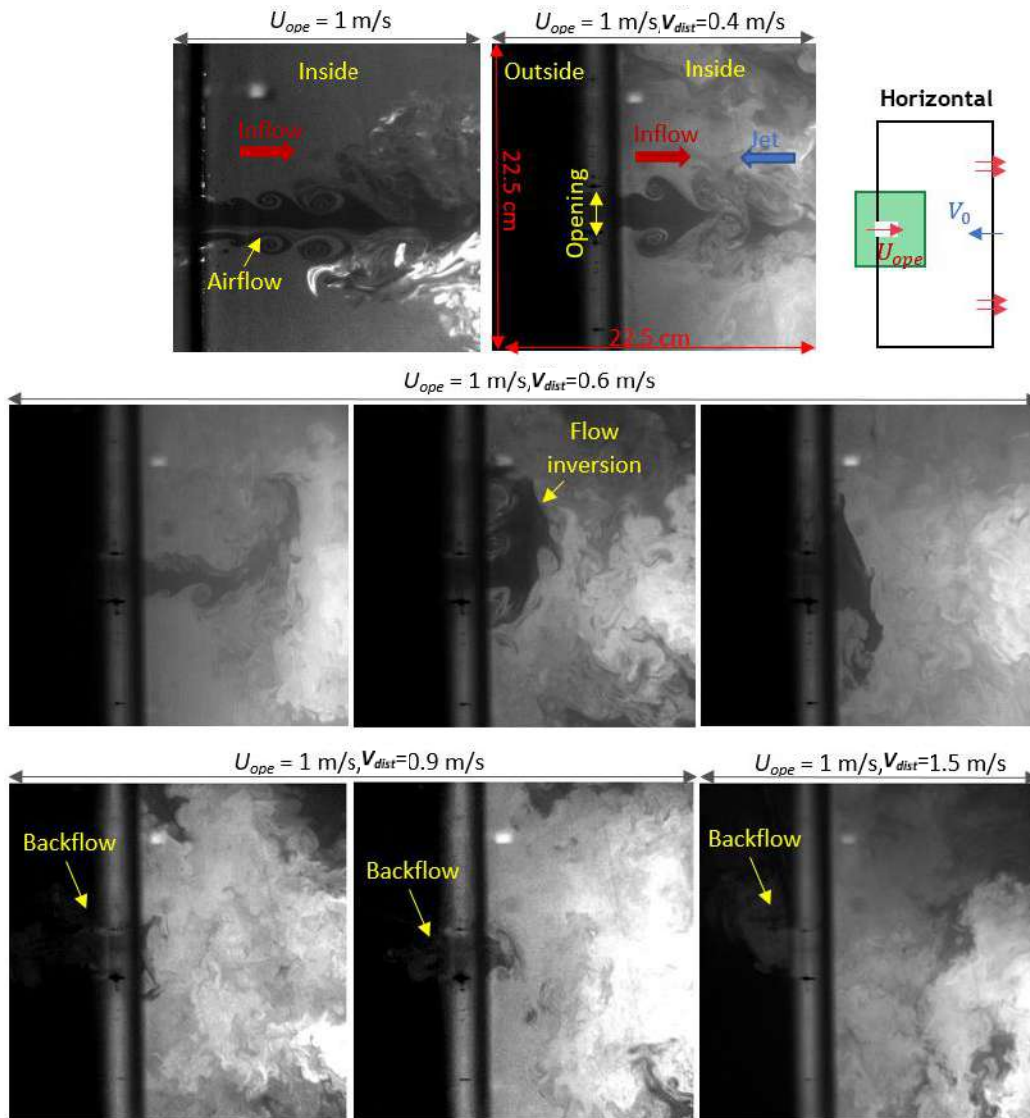 U_ope = 1 m/s
U_ope = 1 m/s,V_dist=0.4 m/s
Inside
Inflow
Airflow
Outside
Inside
Inflow
Jet
Opening
22.5 cm
22.5 cm
Horizontal
V_0
U_ope
U_ope = 1 m/s,V_dist=0.6 m/s
Flow
inversion
U_ope = 1 m/s,V_dist=0.9 m/s
U_ope = 1 m/s,V_dist=1.5 m/s
Backflow
Backflow
Backflow